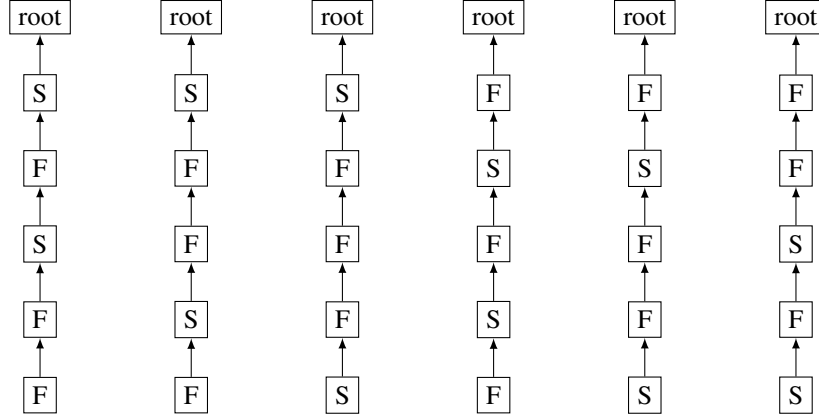 root root root root root root
S S S F F F
F F F S S F
S F F F F S
F S F S F F
F F S F S S